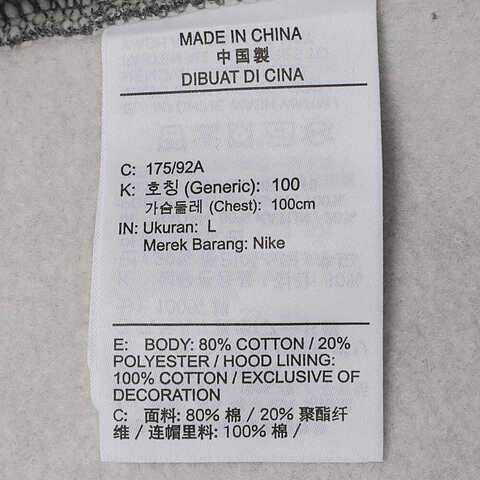 MADE IN CHINA
中国製
DIBUAT DI CINA
C: 175/92A
K: 호칭 (Generic): 100
가슴둘레 (Chest): 100cm
IN: Ukuran: L
Merek Barang: Nike
E: BODY: 80% COTTON / 20%
POLYESTER / HOOD LINING:
100% COTTON / EXCLUSIVE OF
DECORATION
C: 面料: 80% 棉 / 20% 聚酯纤
维 / 连帽里料: 100% 棉 /